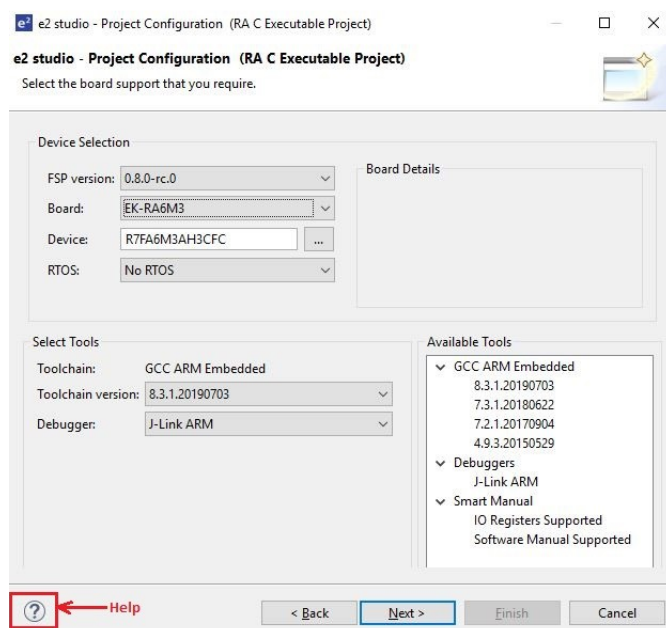 e2 e2 studio - Project Configuration (RA C Executable Project)
e2 studio - Project Configuration (RA C Executable Project)
Select the board support that you require.
Device Selection
FSP version: 0.8.0-rc.0
Board: EK-RA6M3
Device: R7FA6M3AH3CFC ...
RTOS: No RTOS
Board Details
Select Tools
Toolchain: GCC ARM Embedded
Toolchain version: 8.3.1.20190703
Debugger: J-Link ARM
Available Tools
GCC ARM Embedded
8.3.1.20190703
7.3.1.20180622
7.2.1.20170904
4.9.3.20150529
Debuggers
J-Link ARM
Smart Manual
IO Registers Supported
Software Manual Supported
? Help
< Back Next > Finish Cancel